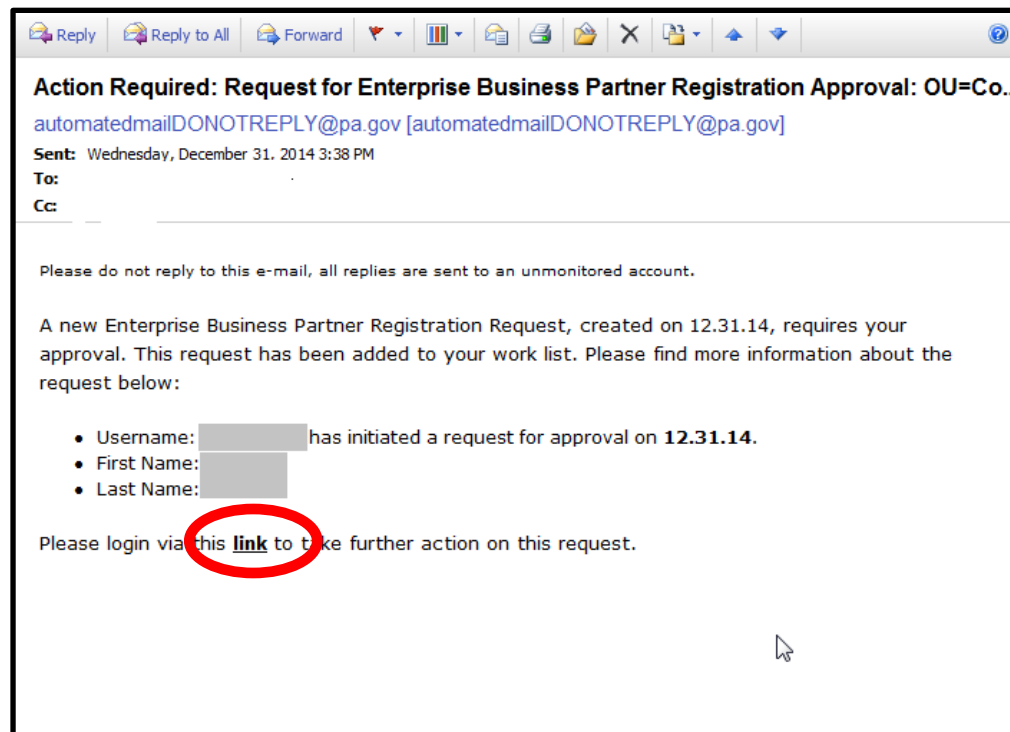 Reply Reply to All Forward
Action Required: Request for Enterprise Business Partner Registration Approval: OU=Co..
automatedmailDONOTREPLY@pa.gov [automatedmailDONOTREPLY@pa.gov]
Sent: Wednesday, December 31. 2014 3:38 PM
To:
Cc:
Please do not reply to this e-mail, all replies are sent to an unmonitored account.
A new Enterprise Business Partner Registration Request, created on 12.31.14, requires your
approval. This request has been added to your work list. Please find more information about the
request below:
• Username: has initiated a request for approval on 12.31.14.
• First Name:
• Last Name:
Please login via this link to take further action on this request.